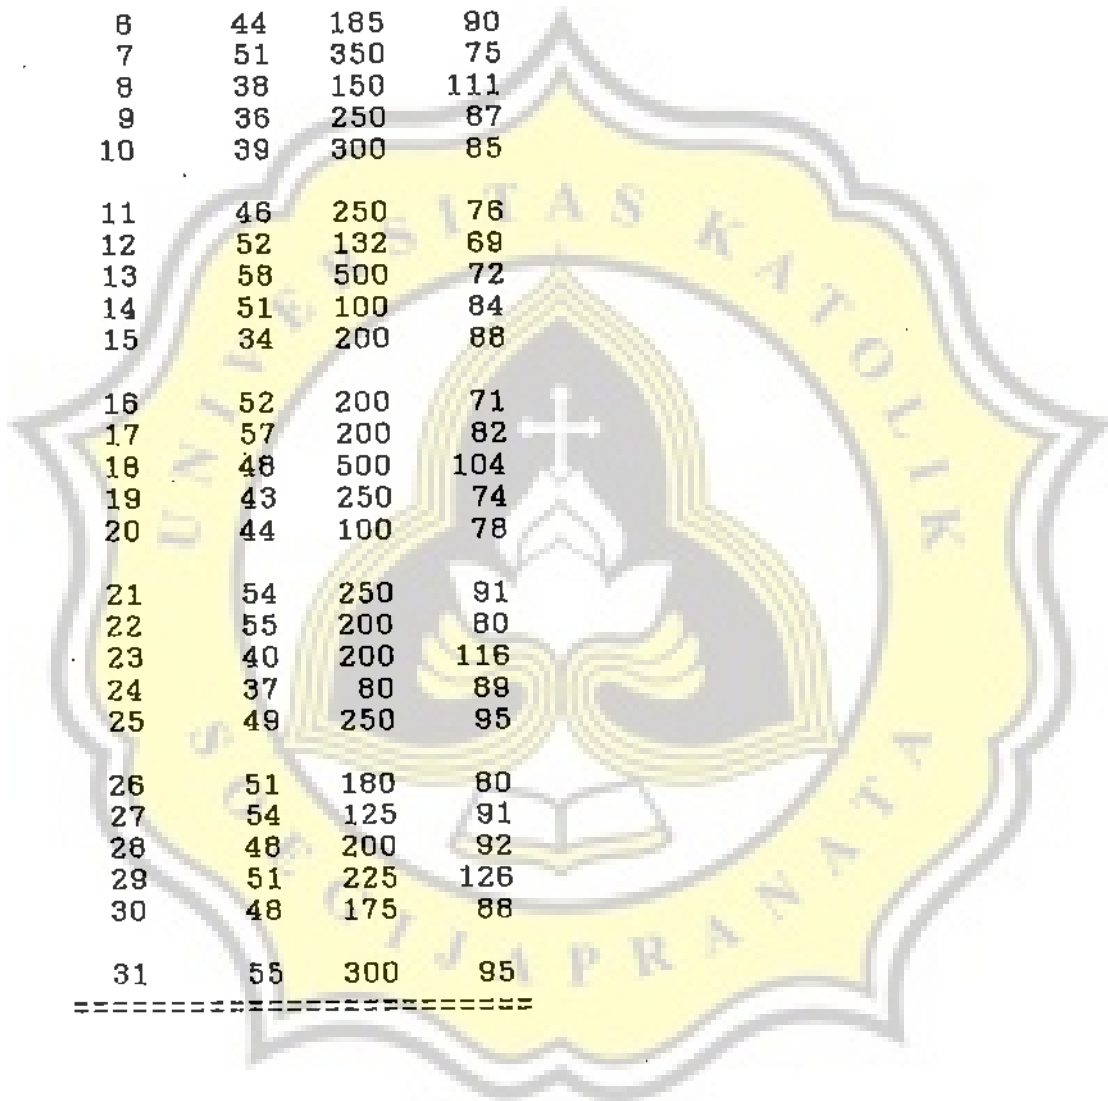 6 44 185 90
7 51 350 75
8 38 150 111
9 36 250 87
10 39 300 85
11 46 250 76
12 52 132 69
13 58 500 72
14 51 100 84
15 34 200 88
16 52 200 71
17 57 200 82
18 48 500 104
19 43 250 74
20 44 100 78
21 54 250 91
22 55 200 80
23 40 200 116
24 37 80 89
25 49 250 95
26 51 180 80
27 54 125 91
28 48 200 92
29 51 225 126
30 48 175 88
31 55 300 95
==========================
UNIVERSITAS KATOLIK
SOEGIJAPRANATA